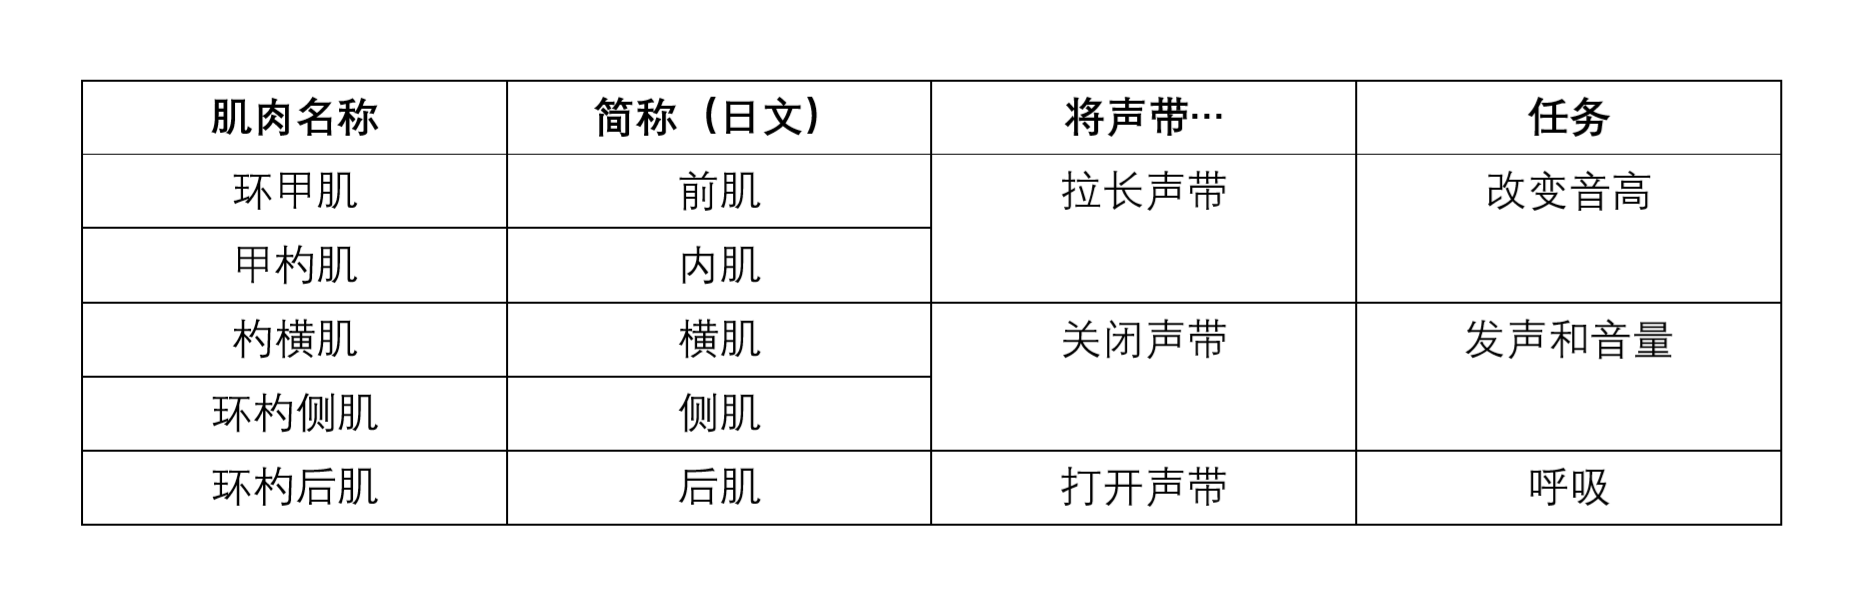 肌肉名称 简称（日文） 将声带… 任务
环甲肌 前肌 拉长声带 改变音高
甲杓肌 内肌
杓横肌 横肌 关闭声带 发声和音量
环杓侧肌 侧肌
环杓后肌 后肌 打开声带 呼吸